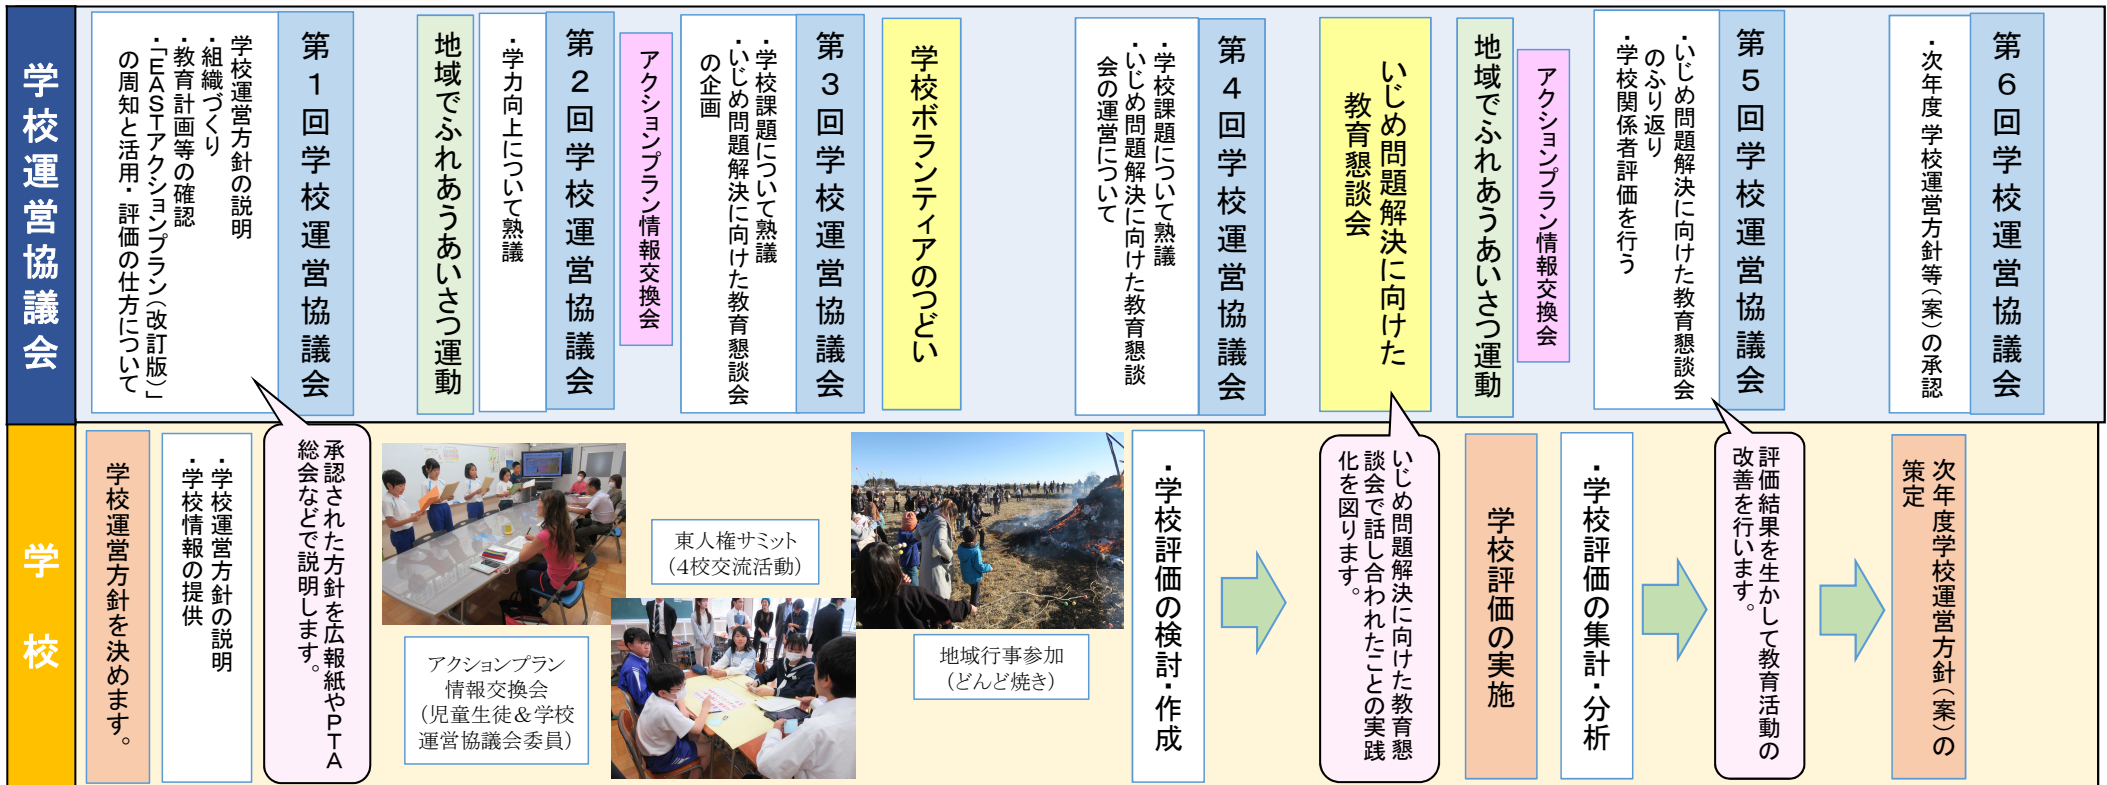 学校運営協議会
第１回学校運営協議会
学校運営方針の説明
・組織づくり
・教育計画等の確認
・「EASTアクションプラン（改訂版）」
の周知と活用・評価の仕方について
地域でふれあうあいさつ運動
第２回学校運営協議会
・学力向上について熟議
アクションプラン情報交換会
第３回学校運営協議会
・学校課題について熟議
・いじめ問題解決に向けた教育懇談会
の企画
学校ボランティアのつどい
第４回学校運営協議会
・学校課題について熟議
・いじめ問題解決に向けた教育懇談
会の運営について
いじめ問題解決に向けた
教育懇談会
地域でふれあうあいさつ運動
アクションプラン情報交換会
第５回学校運営協議会
・いじめ問題解決に向けた教育懇談会
のふり返り
・学校関係者評価を行う
第６回学校運営協議会
・次年度 学校運営方針等（案）の承認
学校
学校運営方針を決めます。
・学校運営方針の説明
・学校情報の提供
承認された方針を広報紙やＰＴＡ
総会などで説明します。
アクションプラン
情報交換会
（児童生徒＆学校
運営協議会委員）
東人権サミット
（4校交流活動）
地域行事参加
（どんど焼き）
・学校評価の検討・作成
いじめ問題解決に向けた教育懇
談会で話し合われたことの実践
化を図ります。
学校評価の実施
・学校評価の集計・分析
評価結果を生かして教育活動の
改善を行います。
次年度学校運営方針（案）の
策定